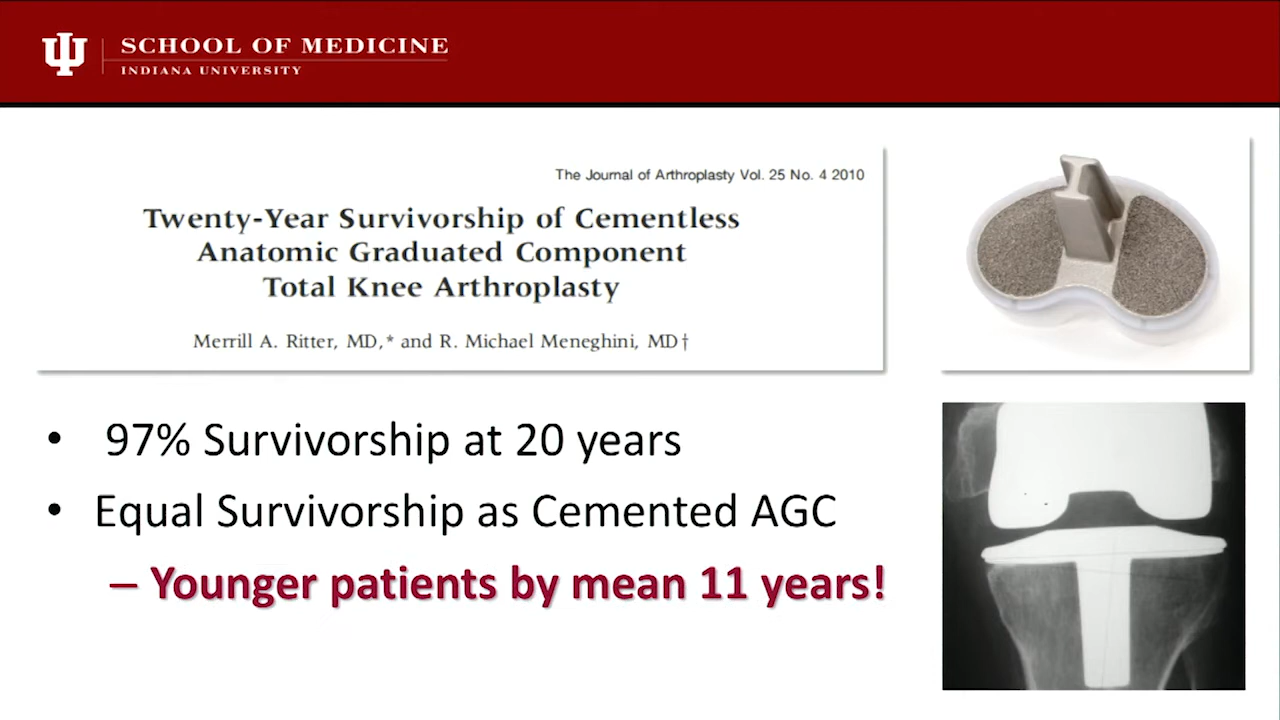 SCHOOL OF MEDICINE
INDIANA UNIVERSITY
The Journal of Arthroplasty Vol. 25 No. 4 2010
Twenty-Year Survivorship of Cementless
Anatomic Graduated Component
Total Knee Arthroplasty
Merrill A. Ritter, MD,* and R. Michael Meneghini, MD†
• 97% Survivorship at 20 years
• Equal Survivorship as Cemented AGC
– Younger patients by mean 11 years!